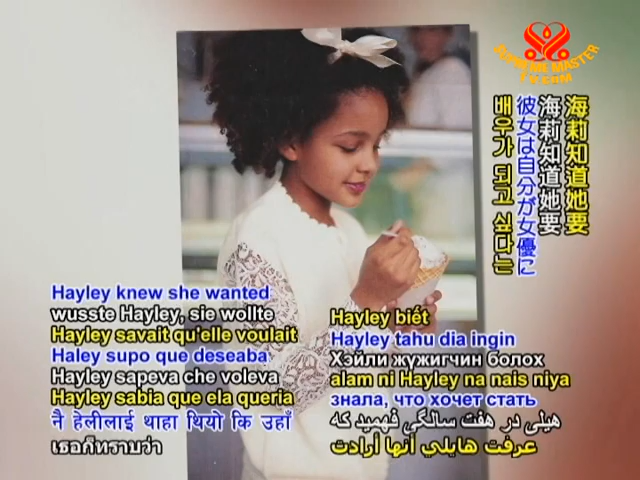 SUPREME MASTER
TV.COM
海莉知道她要
海莉知道她要
彼女は自分が女優に
배우가 되고 싶다는
Hayley knew she wanted
wusste Hayley, sie wollte
Hayley savait qu'elle voulait
Haley supo que deseaba
Hayley sapeva che voleva
Hayley sabia que ela queria
नै हेलीलाई थाहा थियो कि उहाँ
เธอก็ทราบว่า
Hayley biết
Hayley tahu dia ingin
Хэйли жүжигчин болох
alam ni Hayley na nais niya
знала, что хочет стать
هیلی در هفت سالگی فهمید که
عرفت هايلي أنها أرادت